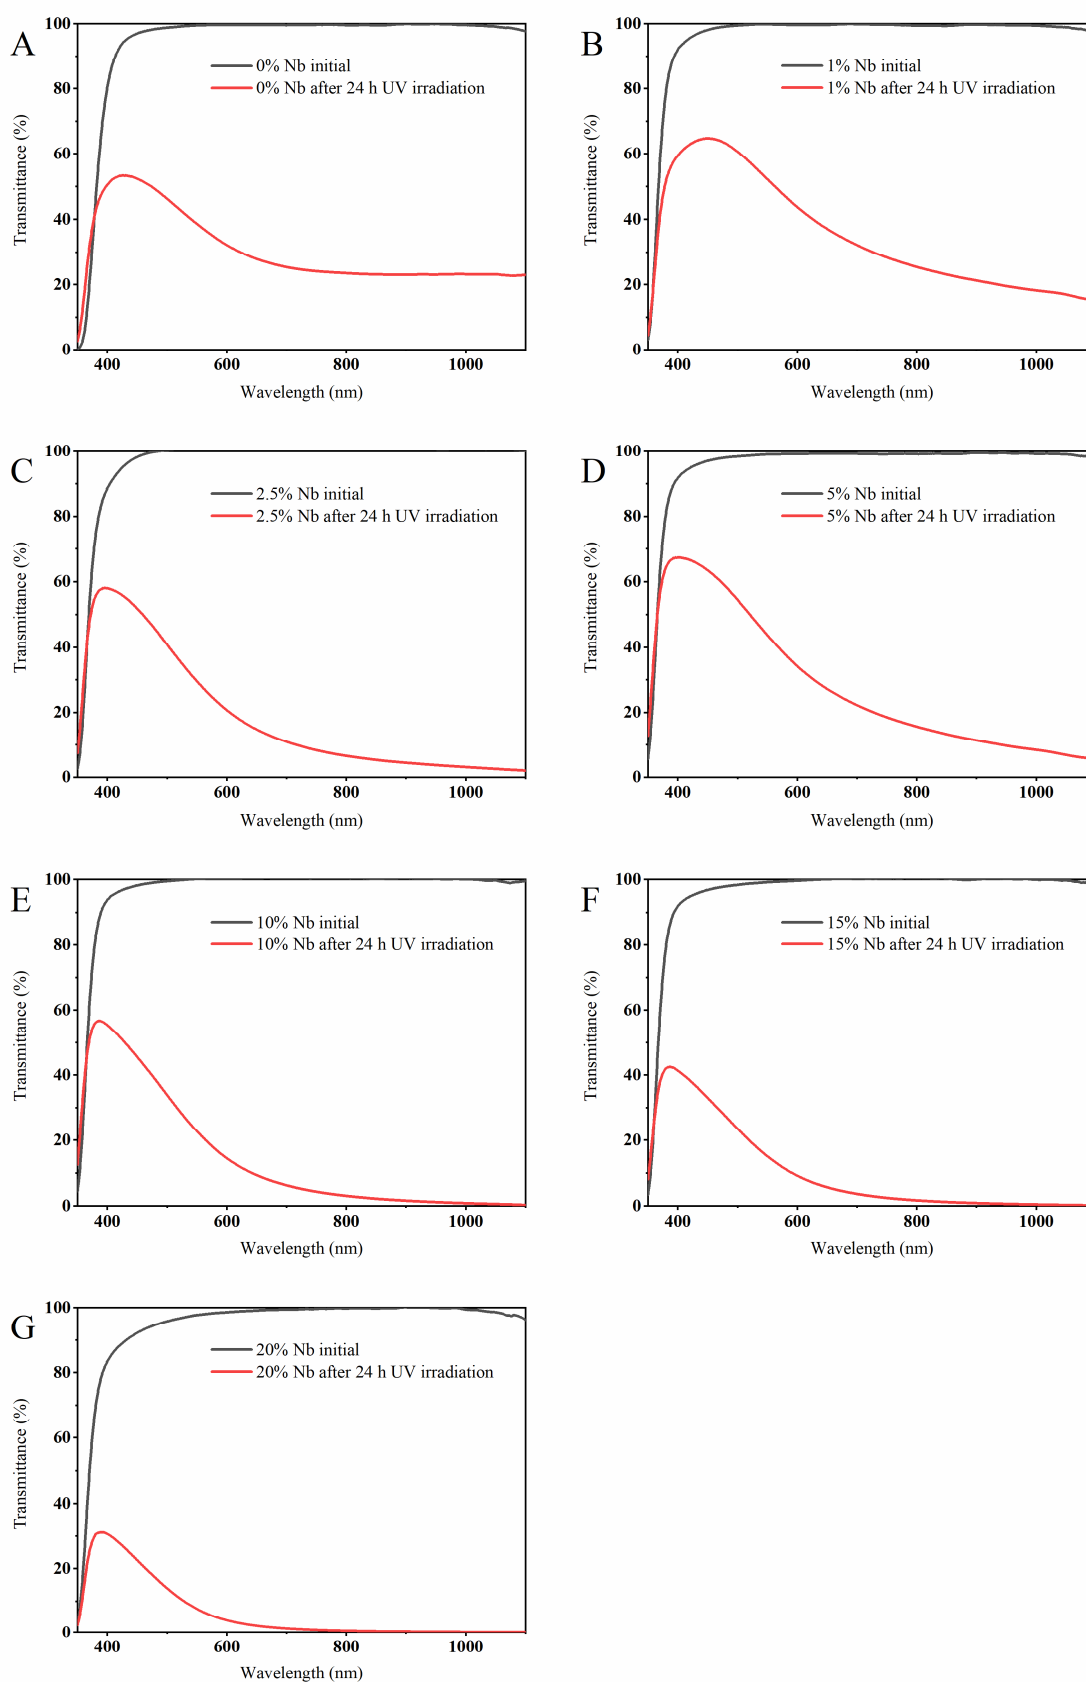 A
100
80
60
40
20
0
Transmittance (%)
0% Nb initial
0% Nb after 24 h UV irradiation
400 600 800 1000
Wavelength (nm)
B
100
80
60
40
20
0
Transmittance (%)
1% Nb initial
1% Nb after 24 h UV irradiation
400 600 800 1000
Wavelength (nm)
C
100
80
60
40
20
0
Transmittance (%)
2.5% Nb initial
2.5% Nb after 24 h UV irradiation
400 600 800 1000
Wavelength (nm)
D
100
80
60
40
20
0
Transmittance (%)
5% Nb initial
5% Nb after 24 h UV irradiation
400 600 800 1000
Wavelength (nm)
E
100
80
60
40
20
0
Transmittance (%)
10% Nb initial
10% Nb after 24 h UV irradiation
400 600 800 1000
Wavelength (nm)
F
100
80
60
40
20
0
Transmittance (%)
15% Nb initial
15% Nb after 24 h UV irradiation
400 600 800 1000
Wavelength (nm)
G
100
80
60
40
20
0
Transmittance (%)
20% Nb initial
20% Nb after 24 h UV irradiation
400 600 800 1000
Wavelength (nm)